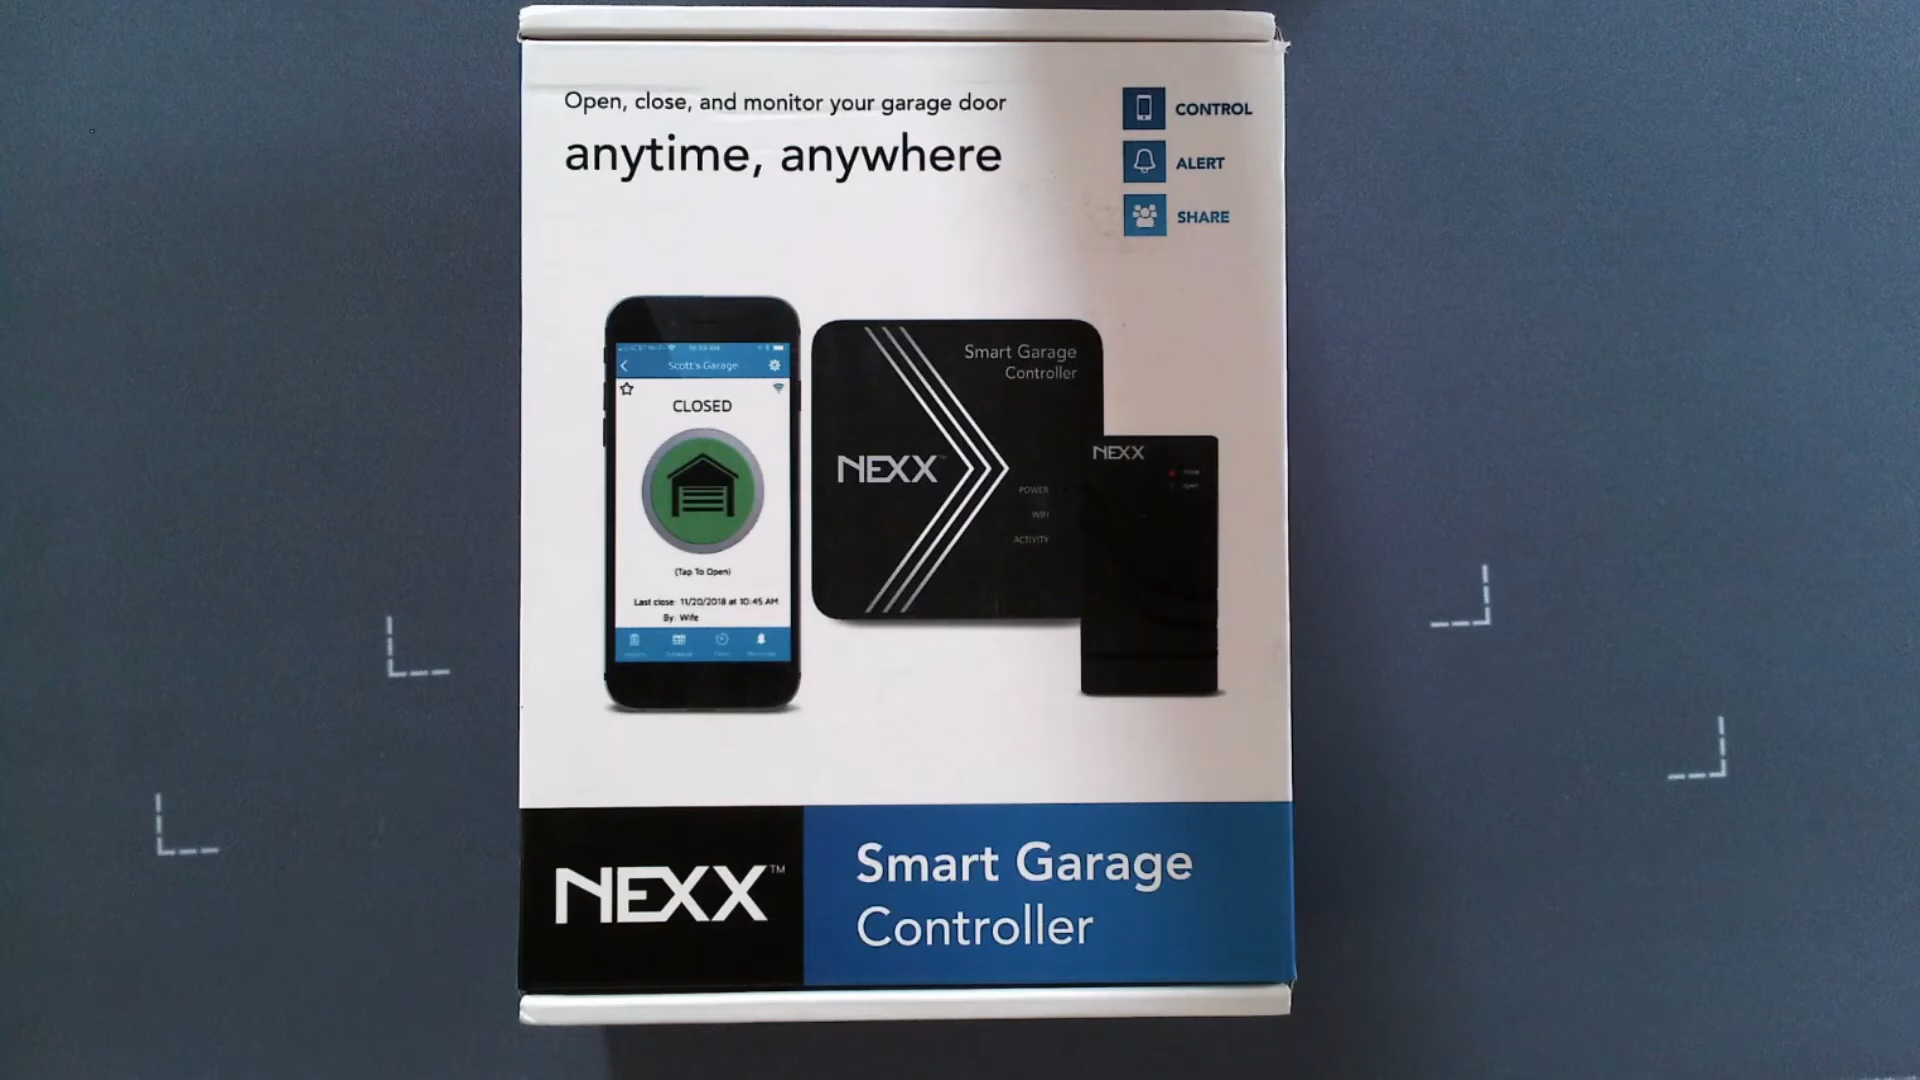 Open, close, and monitor your garage door
anytime, anywhere
CONTROL
ALERT
SHARE
Scott's Garage
CLOSED
(Tap To Open)
Last close: 11/20/2018 at 10:45 AM
By: Wife
Smart Garage
Controller
NEXX
POWER
WIFI
ACTIVITY
NEXX
NEXX™
Smart Garage
Controller